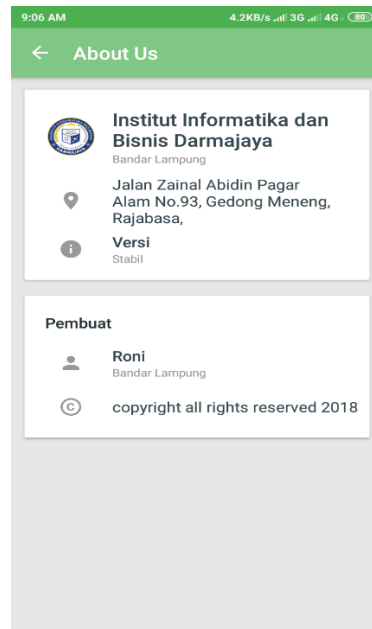 9:06 AM 4.2KB/s 3G 4G 80
About Us
Institut Informatika dan
Bisnis Darmajaya
Bandar Lampung
Jalan Zainal Abidin Pagar
Alam No.93, Gedong Meneng,
Rajabasa,
Versi
Stabil
Pembuat
Roni
Bandar Lampung
copyright all rights reserved 2018